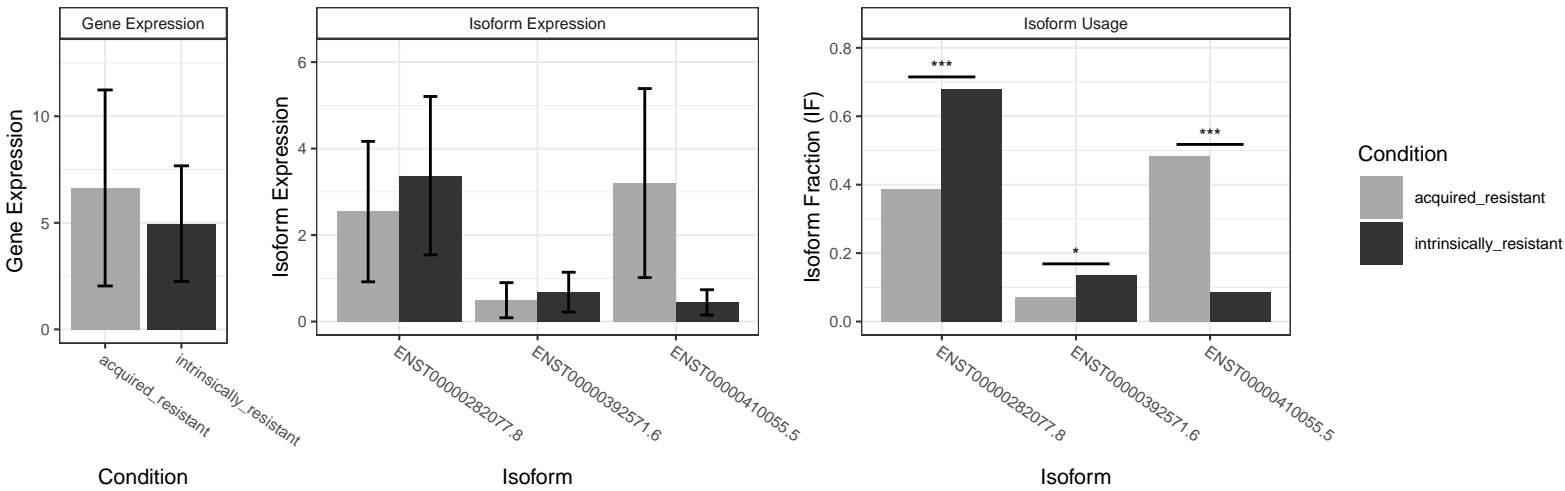 Gene Expression
Gene Expression
10
5
0
acquired_resistant
intrinsically_resistant
Condition
Isoform Expression
Isoform Expression
6
4
2
0
ENST00000282077.8
ENST00000392571.6
ENST00000410055.5
Isoform
Isoform Usage
Isoform Fraction (IF)
0.8
0.6
0.4
0.2
0.0
***
*
***
ENST00000282077.8
ENST00000392571.6
ENST00000410055.5
Isoform
Condition
acquired_resistant
intrinsically_resistant